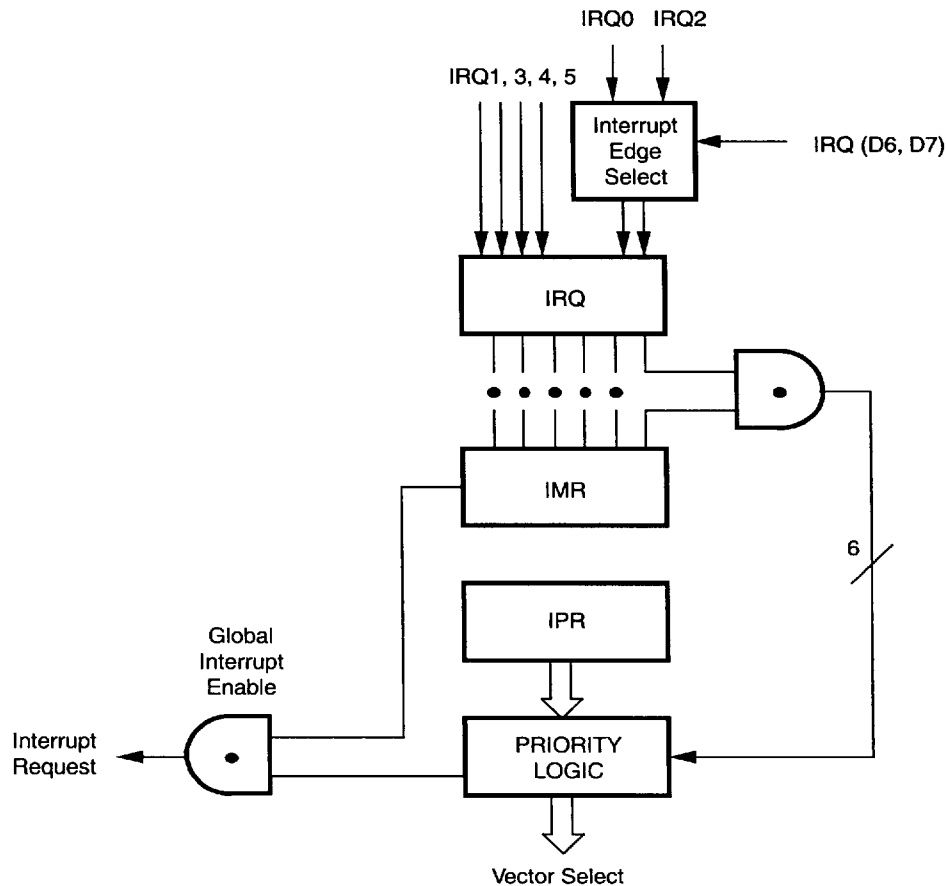 IRQ0 IRQ2
IRQ1, 3, 4, 5
Interrupt
Edge
Select
IRQ (D6, D7)
IRQ
IMR
6
IPR
Global
Interrupt
Enable
Interrupt
Request
PRIORITY
LOGIC
Vector Select